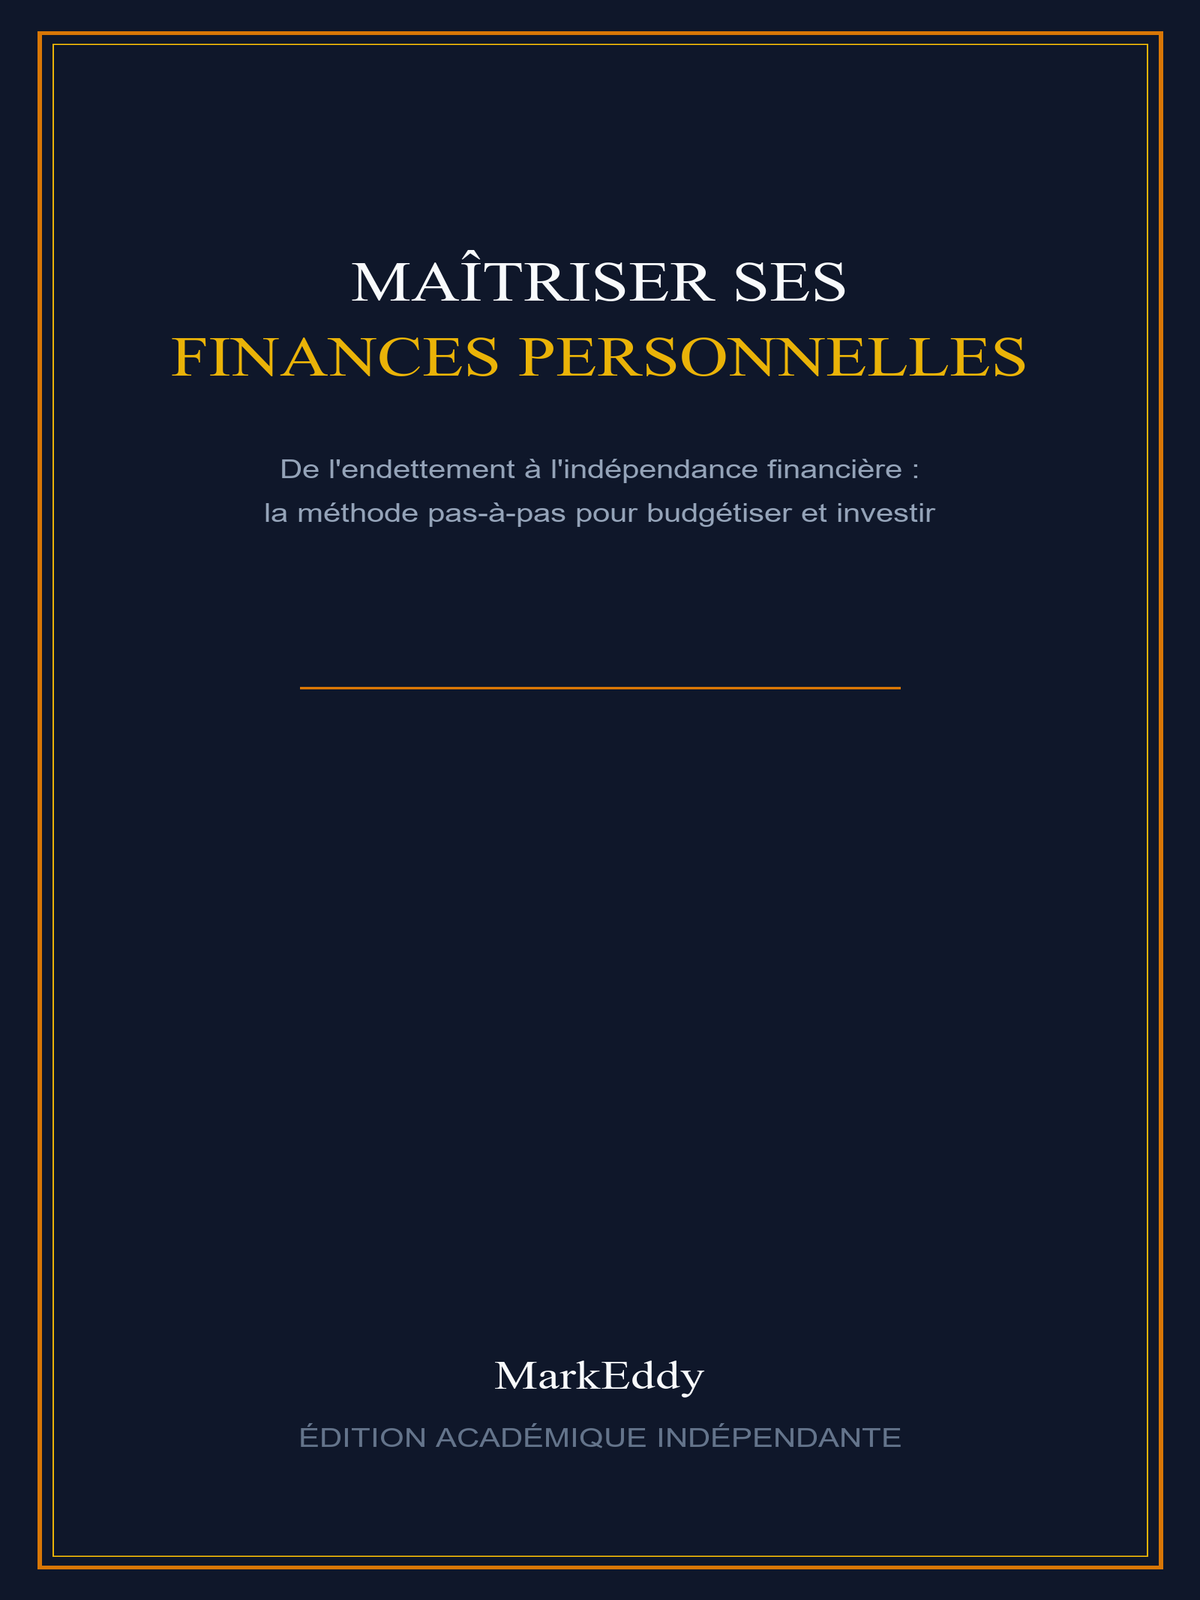 MAÎTRISER SES
FINANCES PERSONNELLES
De l'endettement à l'indépendance financière :
la méthode pas-à-pas pour budgétiser et investir
MarkEddy
ÉDITION ACADÉMIQUE INDÉPENDANTE